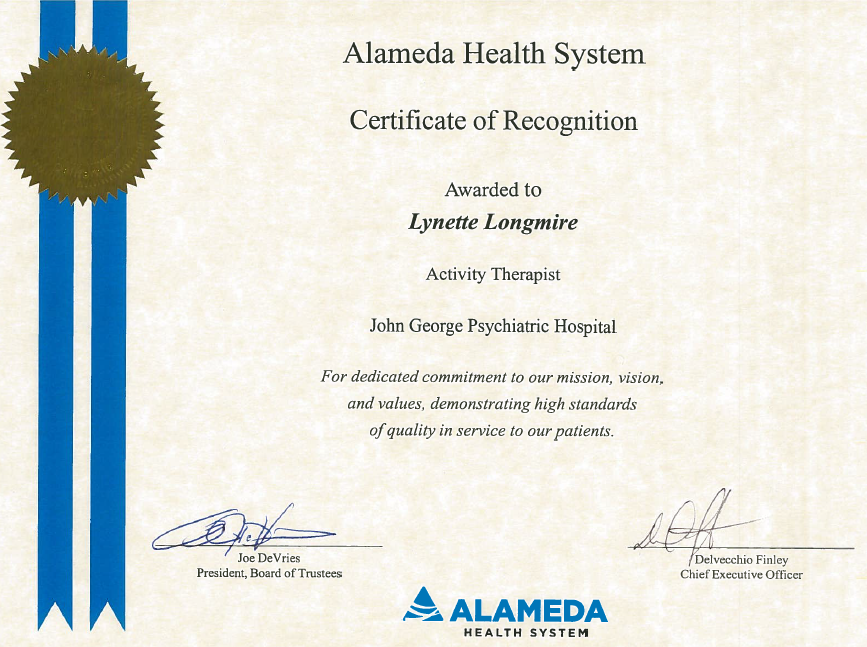 Alameda Health System
Certificate of Recognition
Awarded to
Lynette Longmire
Activity Therapist
John George Psychiatric Hospital
For dedicated commitment to our mission, vision,
and values, demonstrating high standards
of quality in service to our patients.
Joe DeVries
President, Board of Trustees
Delvecchio Finley
Chief Executive Officer
ALAMEDA
HEALTH SYSTEM